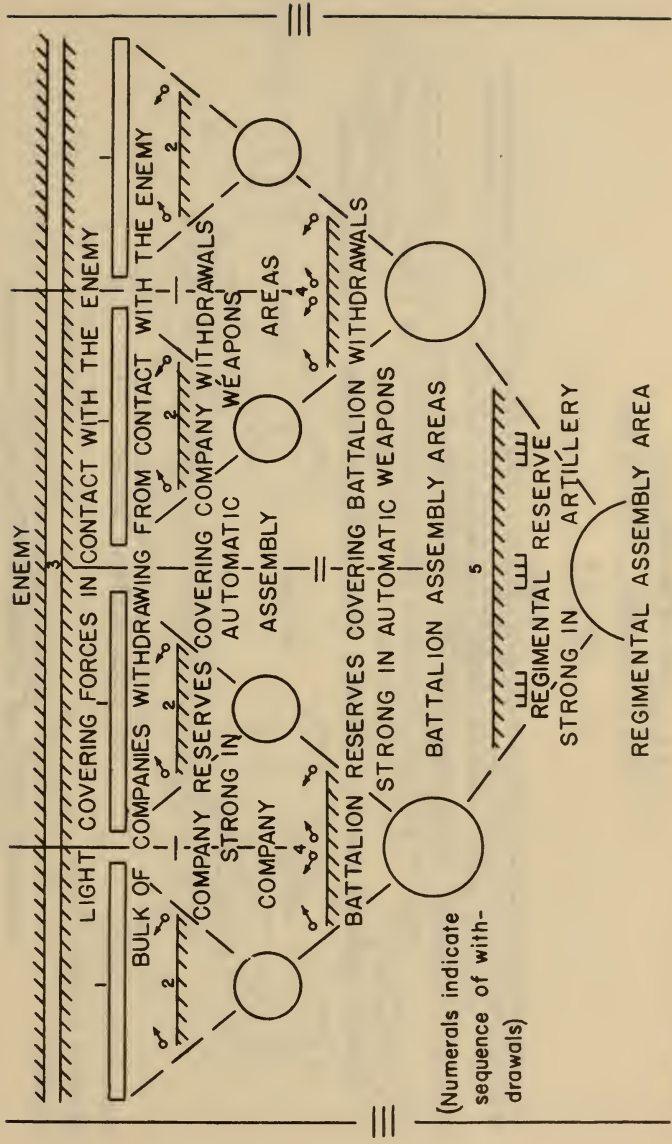 ENEMY
3
LIGHT COVERING FORCES IN CONTACT WITH THE ENEMY
BULK OF COMPANIES WITHDRAWING FROM CONTACT WITH THE ENEMY
2 2 2 2
COMPANY RESERVES COVERING COMPANY WITHDRAWALS
STRONG IN AUTOMATIC WEAPONS
COMPANY ASSEMBLY AREAS
4 4
BATTALION RESERVES COVERING BATTALION WITHDRAWALS
STRONG IN AUTOMATIC WEAPONS
BATTALION ASSEMBLY AREAS
5
REGIMENTAL RESERVE
STRONG IN ARTILLERY
REGIMENTAL ASSEMBLY AREA
(Numerals indicate
sequence of with-
drawals)